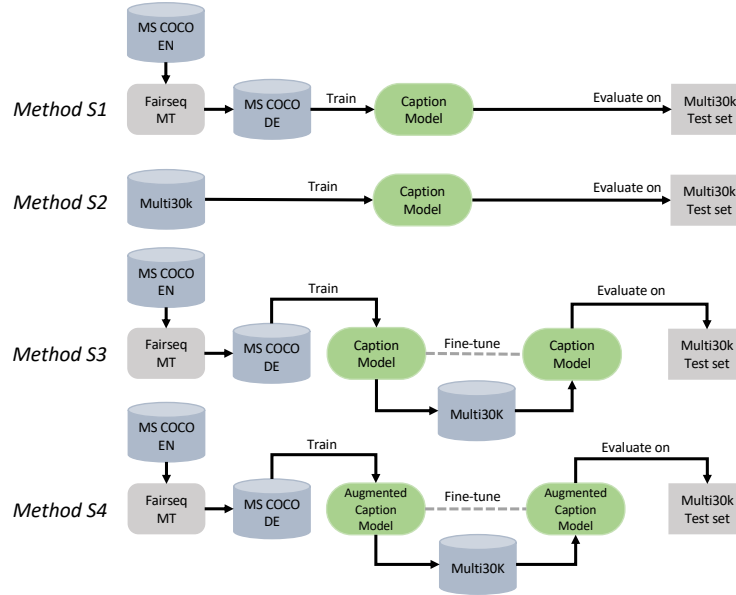 MS COCO
EN
Method S1
Fairseq
MT
MS COCO
DE
Train
Caption
Model
Evaluate on
Multi30k
Test set
Method S2
Multi30k
Train
Caption
Model
Evaluate on
Multi30k
Test set
MS COCO
EN
Method S3
Fairseq
MT
MS COCO
DE
Train
Caption
Model
Fine-tune
Multi30K
Caption
Model
Evaluate on
Multi30k
Test set
MS COCO
EN
Method S4
Fairseq
MT
MS COCO
DE
Train
Augmented
Caption
Model
Fine-tune
Multi30K
Augmented
Caption
Model
Evaluate on
Multi30k
Test set